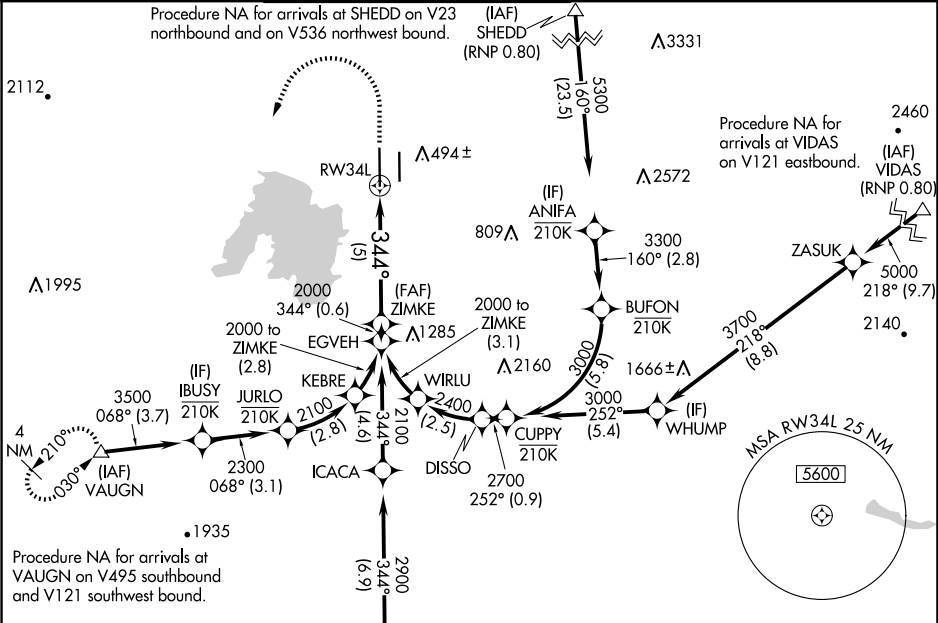 Procedure NA for arrivals at SHEDD on V23
northbound and on V536 northwest bound.
(IAF)
SHEDD
(RNP 0.80)
3331
2112
5300
160°
(23.5)
2460
Procedure NA for
arrivals at VIDAS
on V121 eastbound.
(IAF)
VIDAS
(RNP 0.80)
494±
RW34L
2572
(IF)
ANIFA
210K
809
344°
(5)
3300
160° (2.8)
ZASUK
5000
218° (9.7)
1995
2000
344° (0.6)
(FAF)
ZIMKE
2000 to
ZIMKE
(3.1)
BUFON
210K
2000 to
ZIMKE
(2.8)
EGVEH
1285
3700
218°
(8.8)
2140
2160
3000
(5.8)
1666±
(IF)
IBUSY
210K
JURLO
210K
KEBRE
WIRLU
3500
068° (3.7)
2100
(2.8)
2100
344°
(4.6)
2400
(2.5)
3000
252°
(5.4)
(IF)
WHUMP
4
NM
210°
030°
(IAF)
VAUGN
2300
068° (3.1)
ICACA
DISSO
CUPPY
210K
2700
252° (0.9)
MSA RW34L 25 NM
5600
1935
Procedure NA for arrivals at
VAUGN on V495 southbound
and V121 southwest bound.
2900
344°
(6.9)